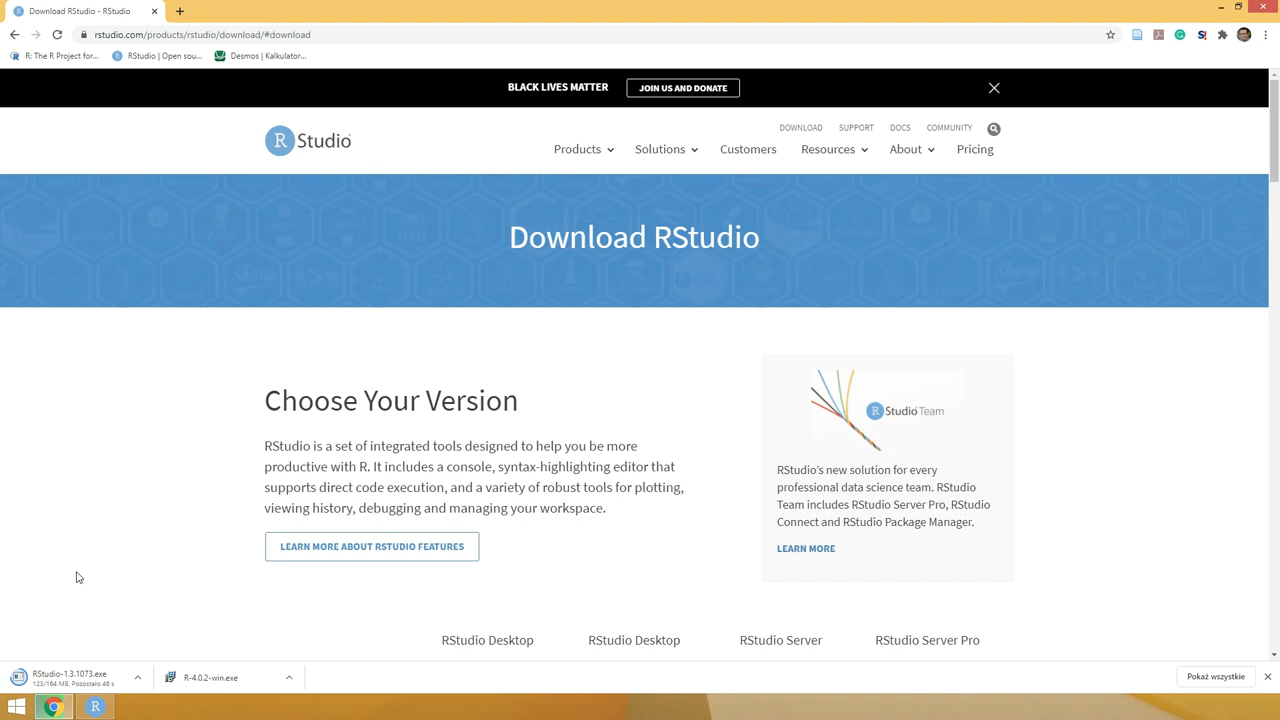 Download RStudio - RStudio
rstudio.com/products/rstudio/download/#download
R: The R Project for...
RStudio | Open sou...
Desmos | Kalkulator...
BLACK LIVES MATTER
JOIN US AND DONATE
R Studio
DOWNLOAD SUPPORT DOCS COMMUNITY
Products Solutions Customers Resources About Pricing
Download RStudio
Choose Your Version
RStudio is a set of integrated tools designed to help you be more
productive with R. It includes a console, syntax-highlighting editor that
supports direct code execution, and a variety of robust tools for plotting,
viewing history, debugging and managing your workspace.
LEARN MORE ABOUT RSTUDIO FEATURES
R Studio Team
RStudio's new solution for every
professional data science team. RStudio
Team includes RStudio Server Pro, RStudio
Connect and RStudio Package Manager.
LEARN MORE
RStudio Desktop RStudio Desktop RStudio Server RStudio Server Pro
RStudio-1.3.1073.exe
123/164 MB, Pozostało 46 s
R-4.0.2-win.exe
Pokaż wszystkie